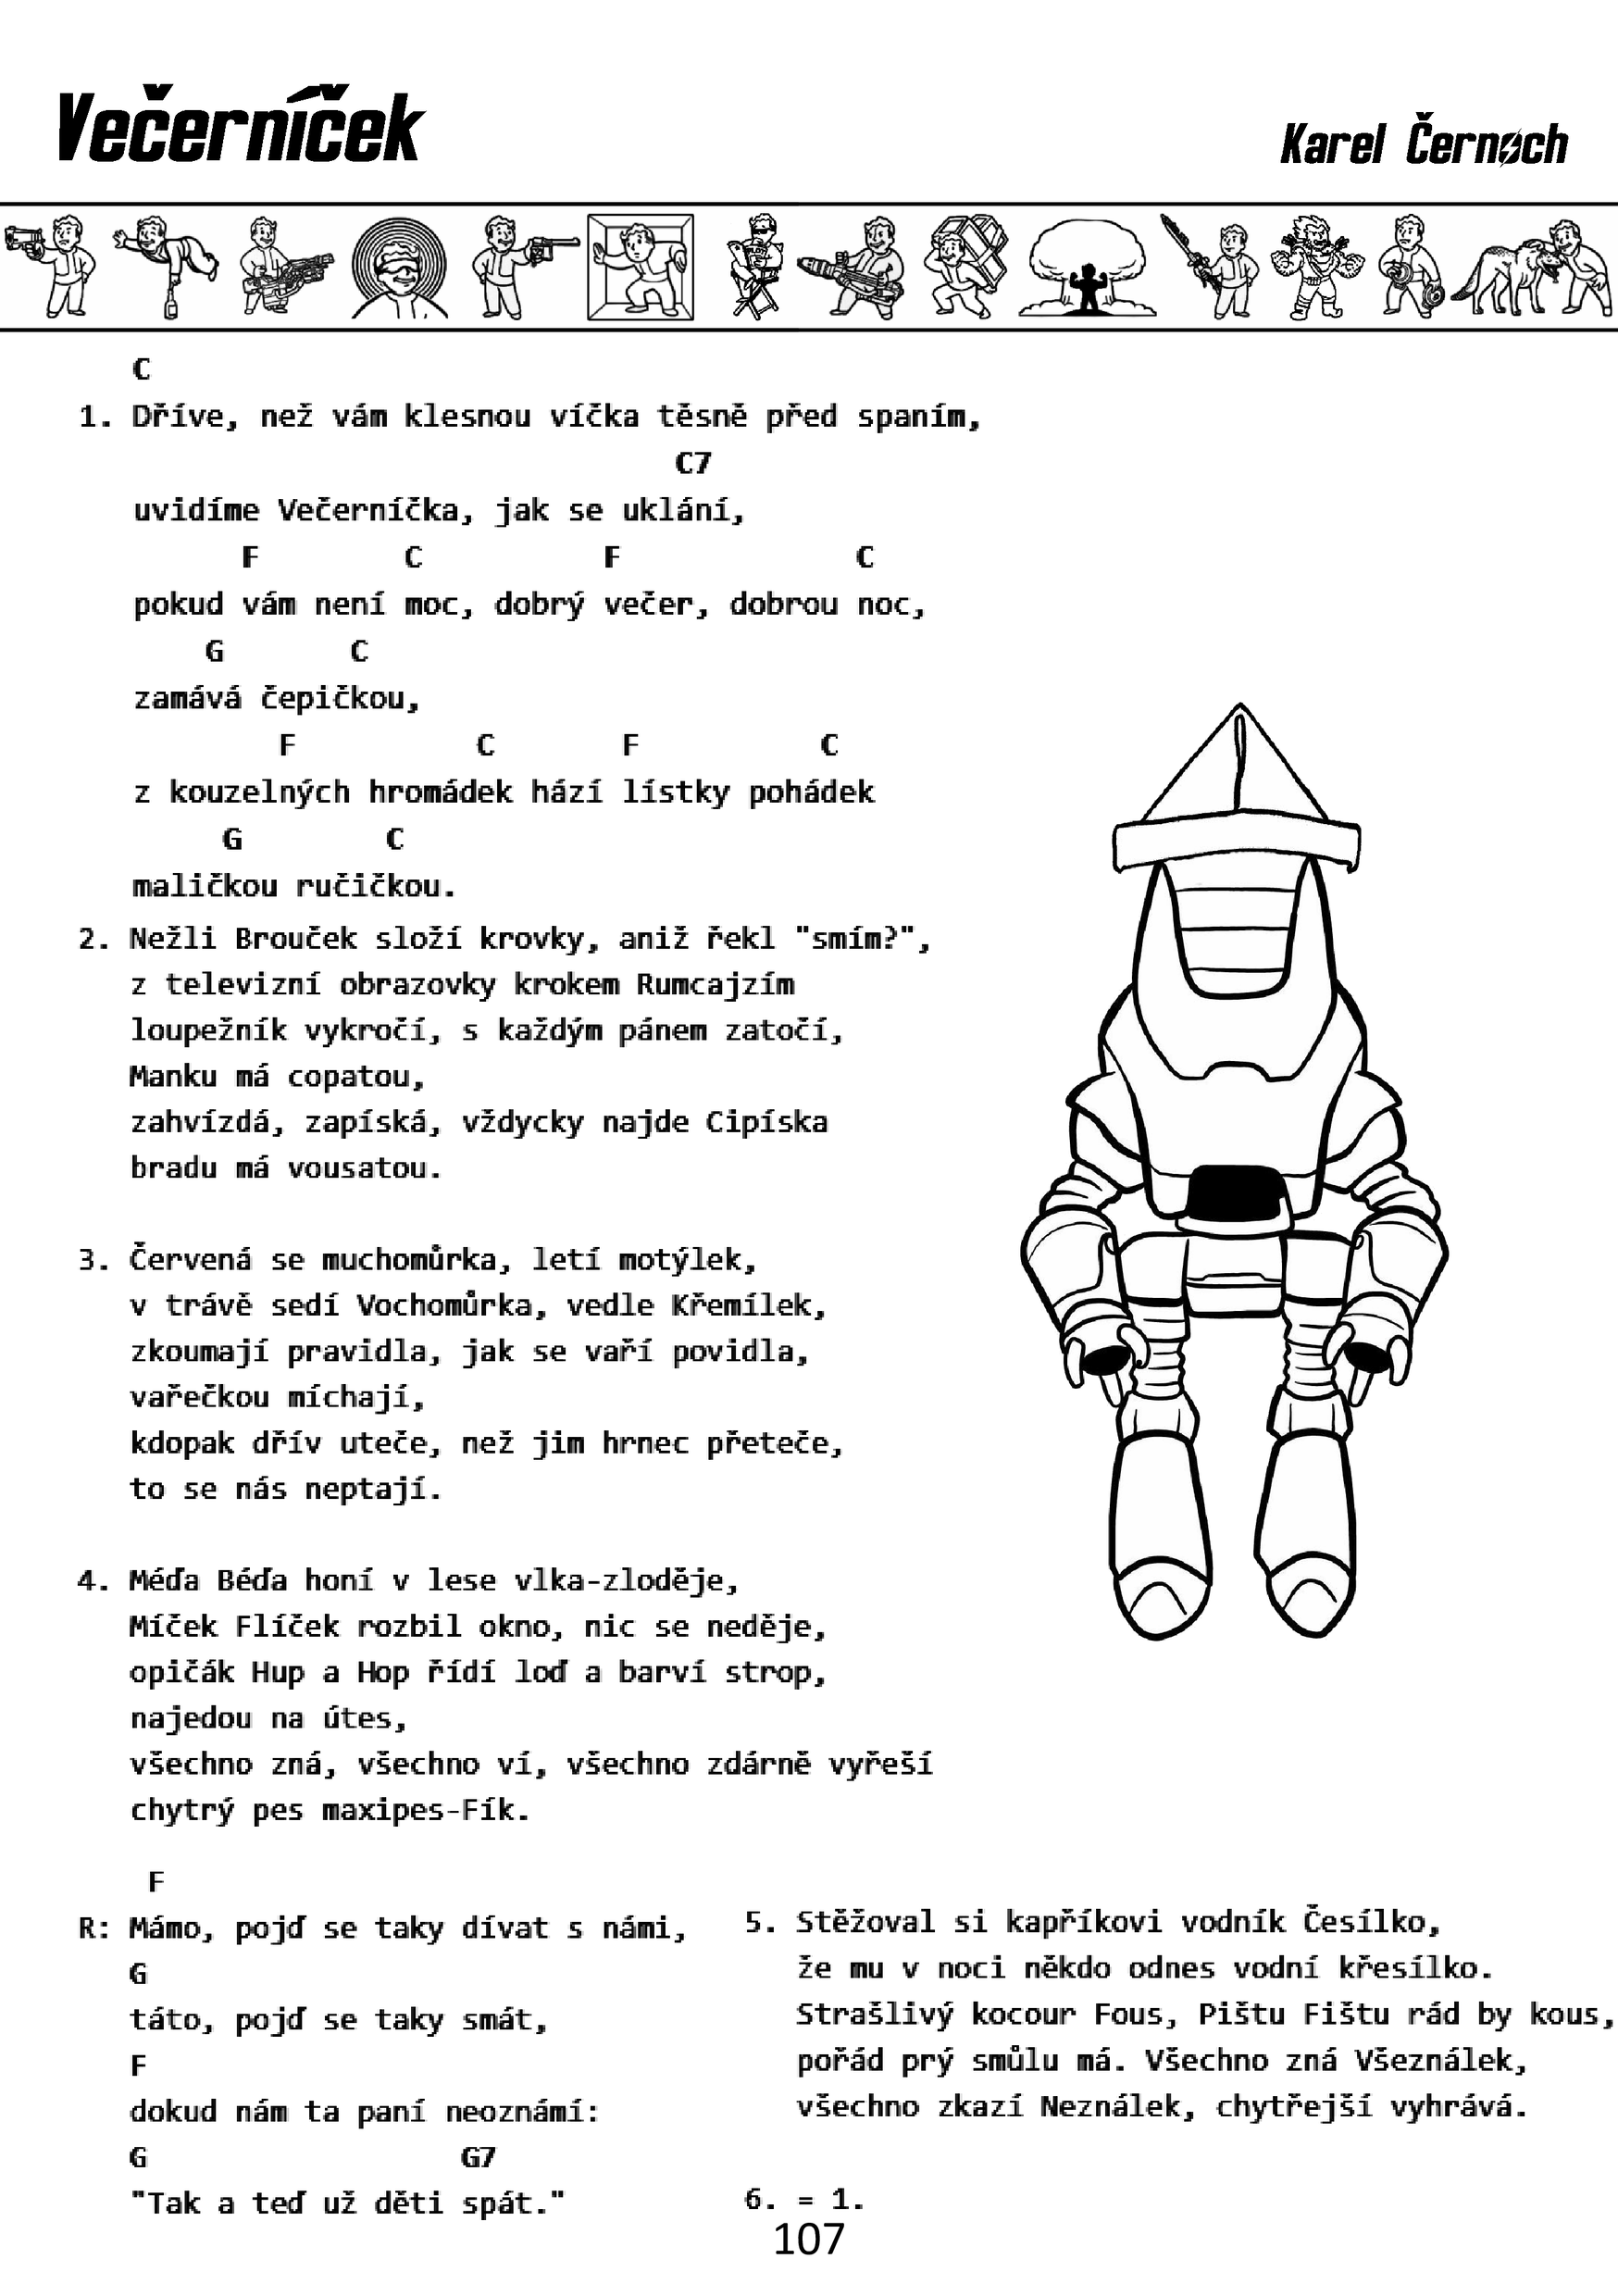 Večerníček
Karel Černoch
C
1. Dříve, než vám klesnou víčka těsně před spaním,
C7
uvidíme Večerníčka, jak se uklání,
F C F C
pokud vám není moc, dobrý večer, dobrou noc,
G C
zamává čepičkou,
F C F C
z kouzelných hromádek hází lístky pohádek
G C
maličkou ručičkou.
2. Nežli Brouček složí krovky, aniž řekl "smím?",
z televizní obrazovky krokem Rumcajzím
loupežník vykročí, s každým pánem zatočí,
Manku má copatou,
zahvízdá, zapíská, vždycky najde Cipíska
bradu má vousatou.
3. Červená se muchomůrka, letí motýlek,
v trávě sedí Vochomůrka, vedle Křemílek,
zkoumají pravidla, jak se vaří povidla,
vařečkou míchají,
kdopak dřív uteče, než jim hrnec přeteče,
to se nás neptají.
4. Méďa Béďa honí v lese vlka-zloděje,
Míček Flíček rozbil okno, nic se neděje,
opičák Hup a Hop řídí loď a barví strop,
najedou na útes,
všechno zná, všechno ví, všechno zdárně vyřeší
chytrý pes maxipes-Fík.
F
R: Mámo, pojď se taky dívat s námi,
G
táto, pojď se taky smát,
F
dokud nám ta paní neoznámí:
G G7
"Tak a teď už děti spát."
5. Stěžoval si kapříkovi vodník Česílko,
že mu v noci někdo odnes vodní křesílko.
Strašlivý kocour Fous, Pištu Fištu rád by kous,
pořád prý smůlu má. Všechno zná Všeználek,
všechno zkazí Neználek, chytřejší vyhrává.
6. = 1.
107